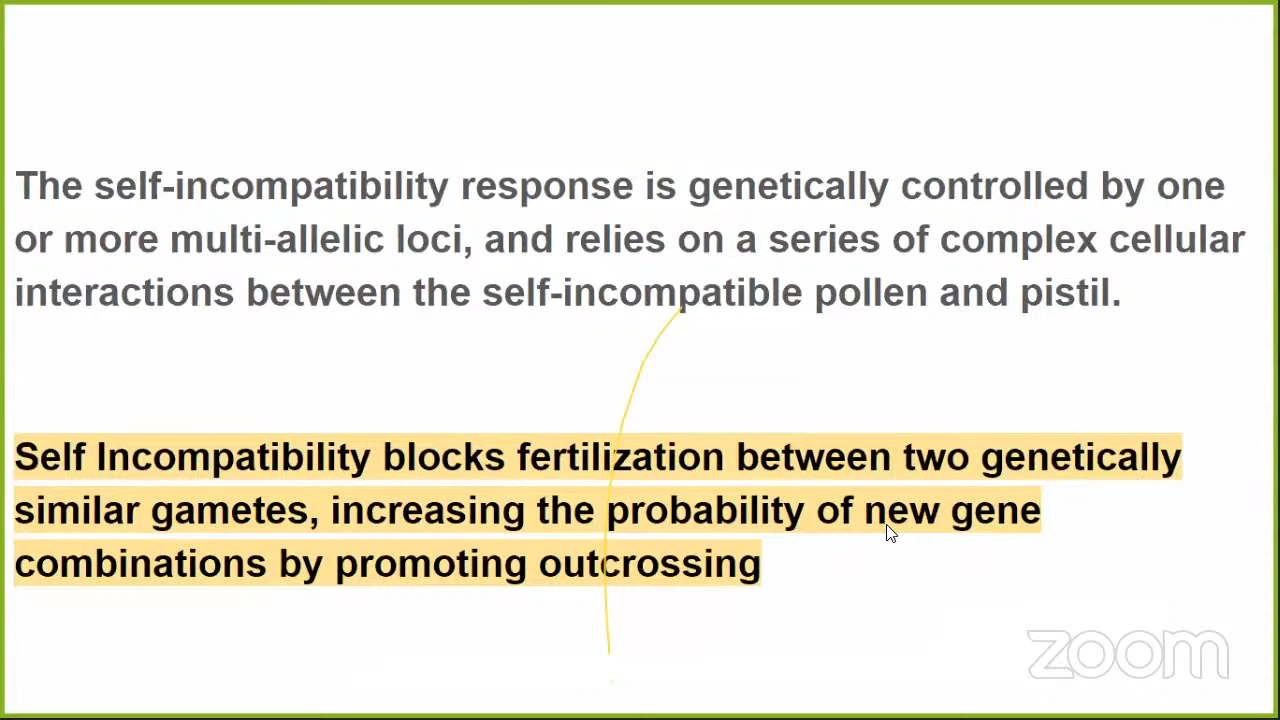 The self-incompatibility response is genetically controlled by one
or more multi-allelic loci, and relies on a series of complex cellular
interactions between the self-incompatible pollen and pistil.
Self Incompatibility blocks fertilization between two genetically
similar gametes, increasing the probability of new gene
combinations by promoting outcrossing
zoom